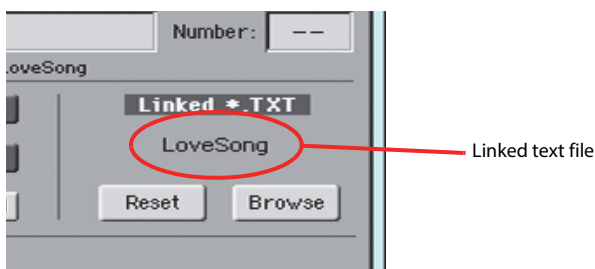 Number: --
LoveSong
Linked *.TXT
LoveSong
Linked text file
Reset Browse